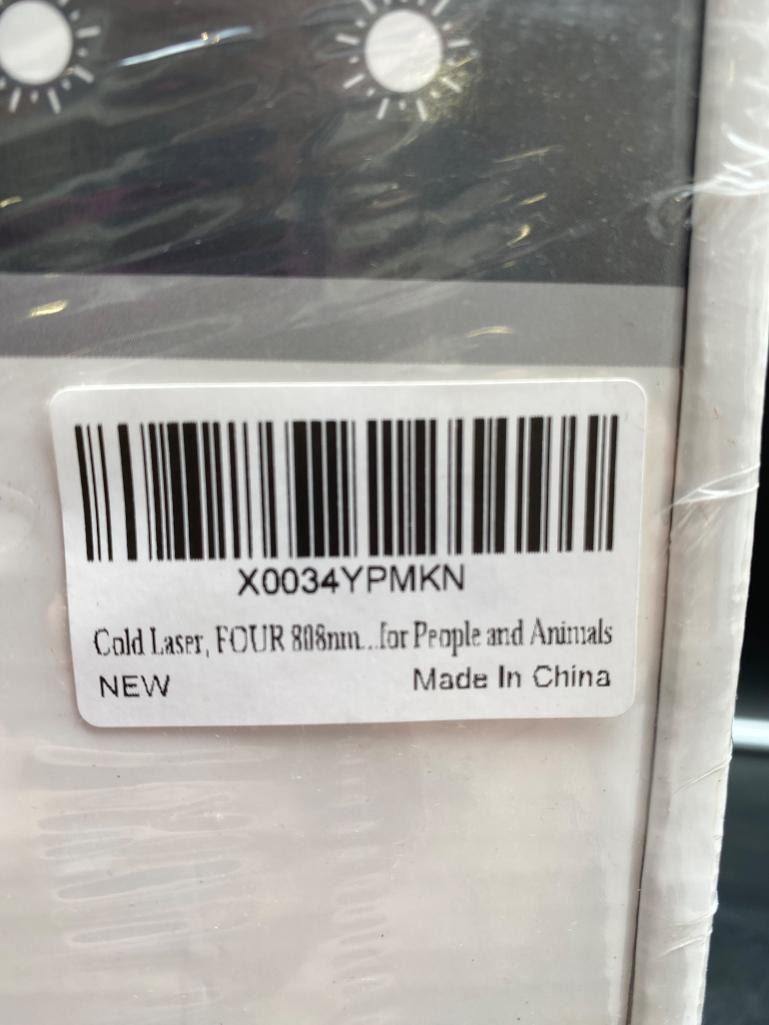 X0034YPMKN
Cold Laser, FOUR 808nm...for People and Animals
NEW
Made In China